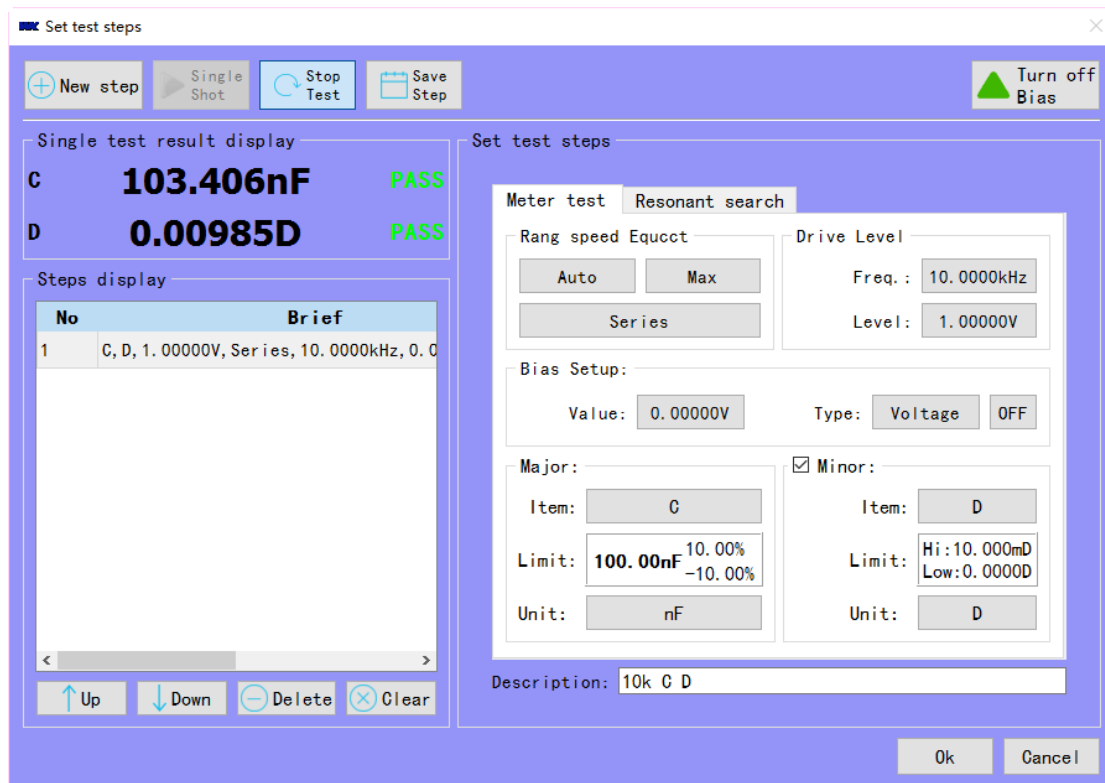 Set test steps
New step
Single Shot
Stop Test
Save Step
Turn off Bias
Single test result display
C 103.406nF PASS
D 0.00985D PASS
Steps display
No Brief
1 C,D,1.00000V,Series,10.0000kHz,0.0
Up Down Delete Clear
Set test steps
Meter test Resonant search
Rang speed Equcct
Auto Max
Series
Drive Level
Freq.: 10.0000kHz
Level: 1.00000V
Bias Setup:
Value: 0.00000V Type: Voltage OFF
Major:
Item: C
Limit: 100.00nF 10.00%
-10.00%
Unit: nF
Minor:
Item: D
Limit: Hi:10.000mD
Low:0.0000D
Unit: D
Description: 10k C D
Ok Cancel